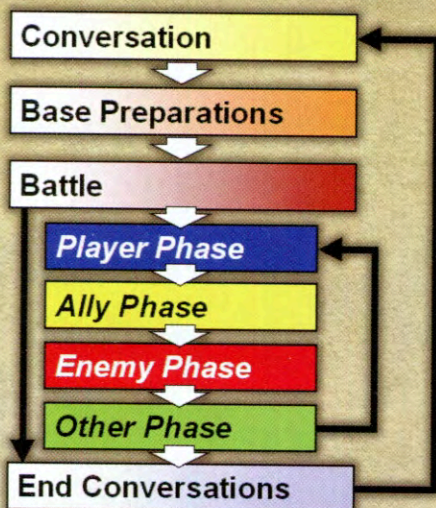 Conversation
Base Preparations
Battle
Player Phase
Ally Phase
Enemy Phase
Other Phase
End Conversations